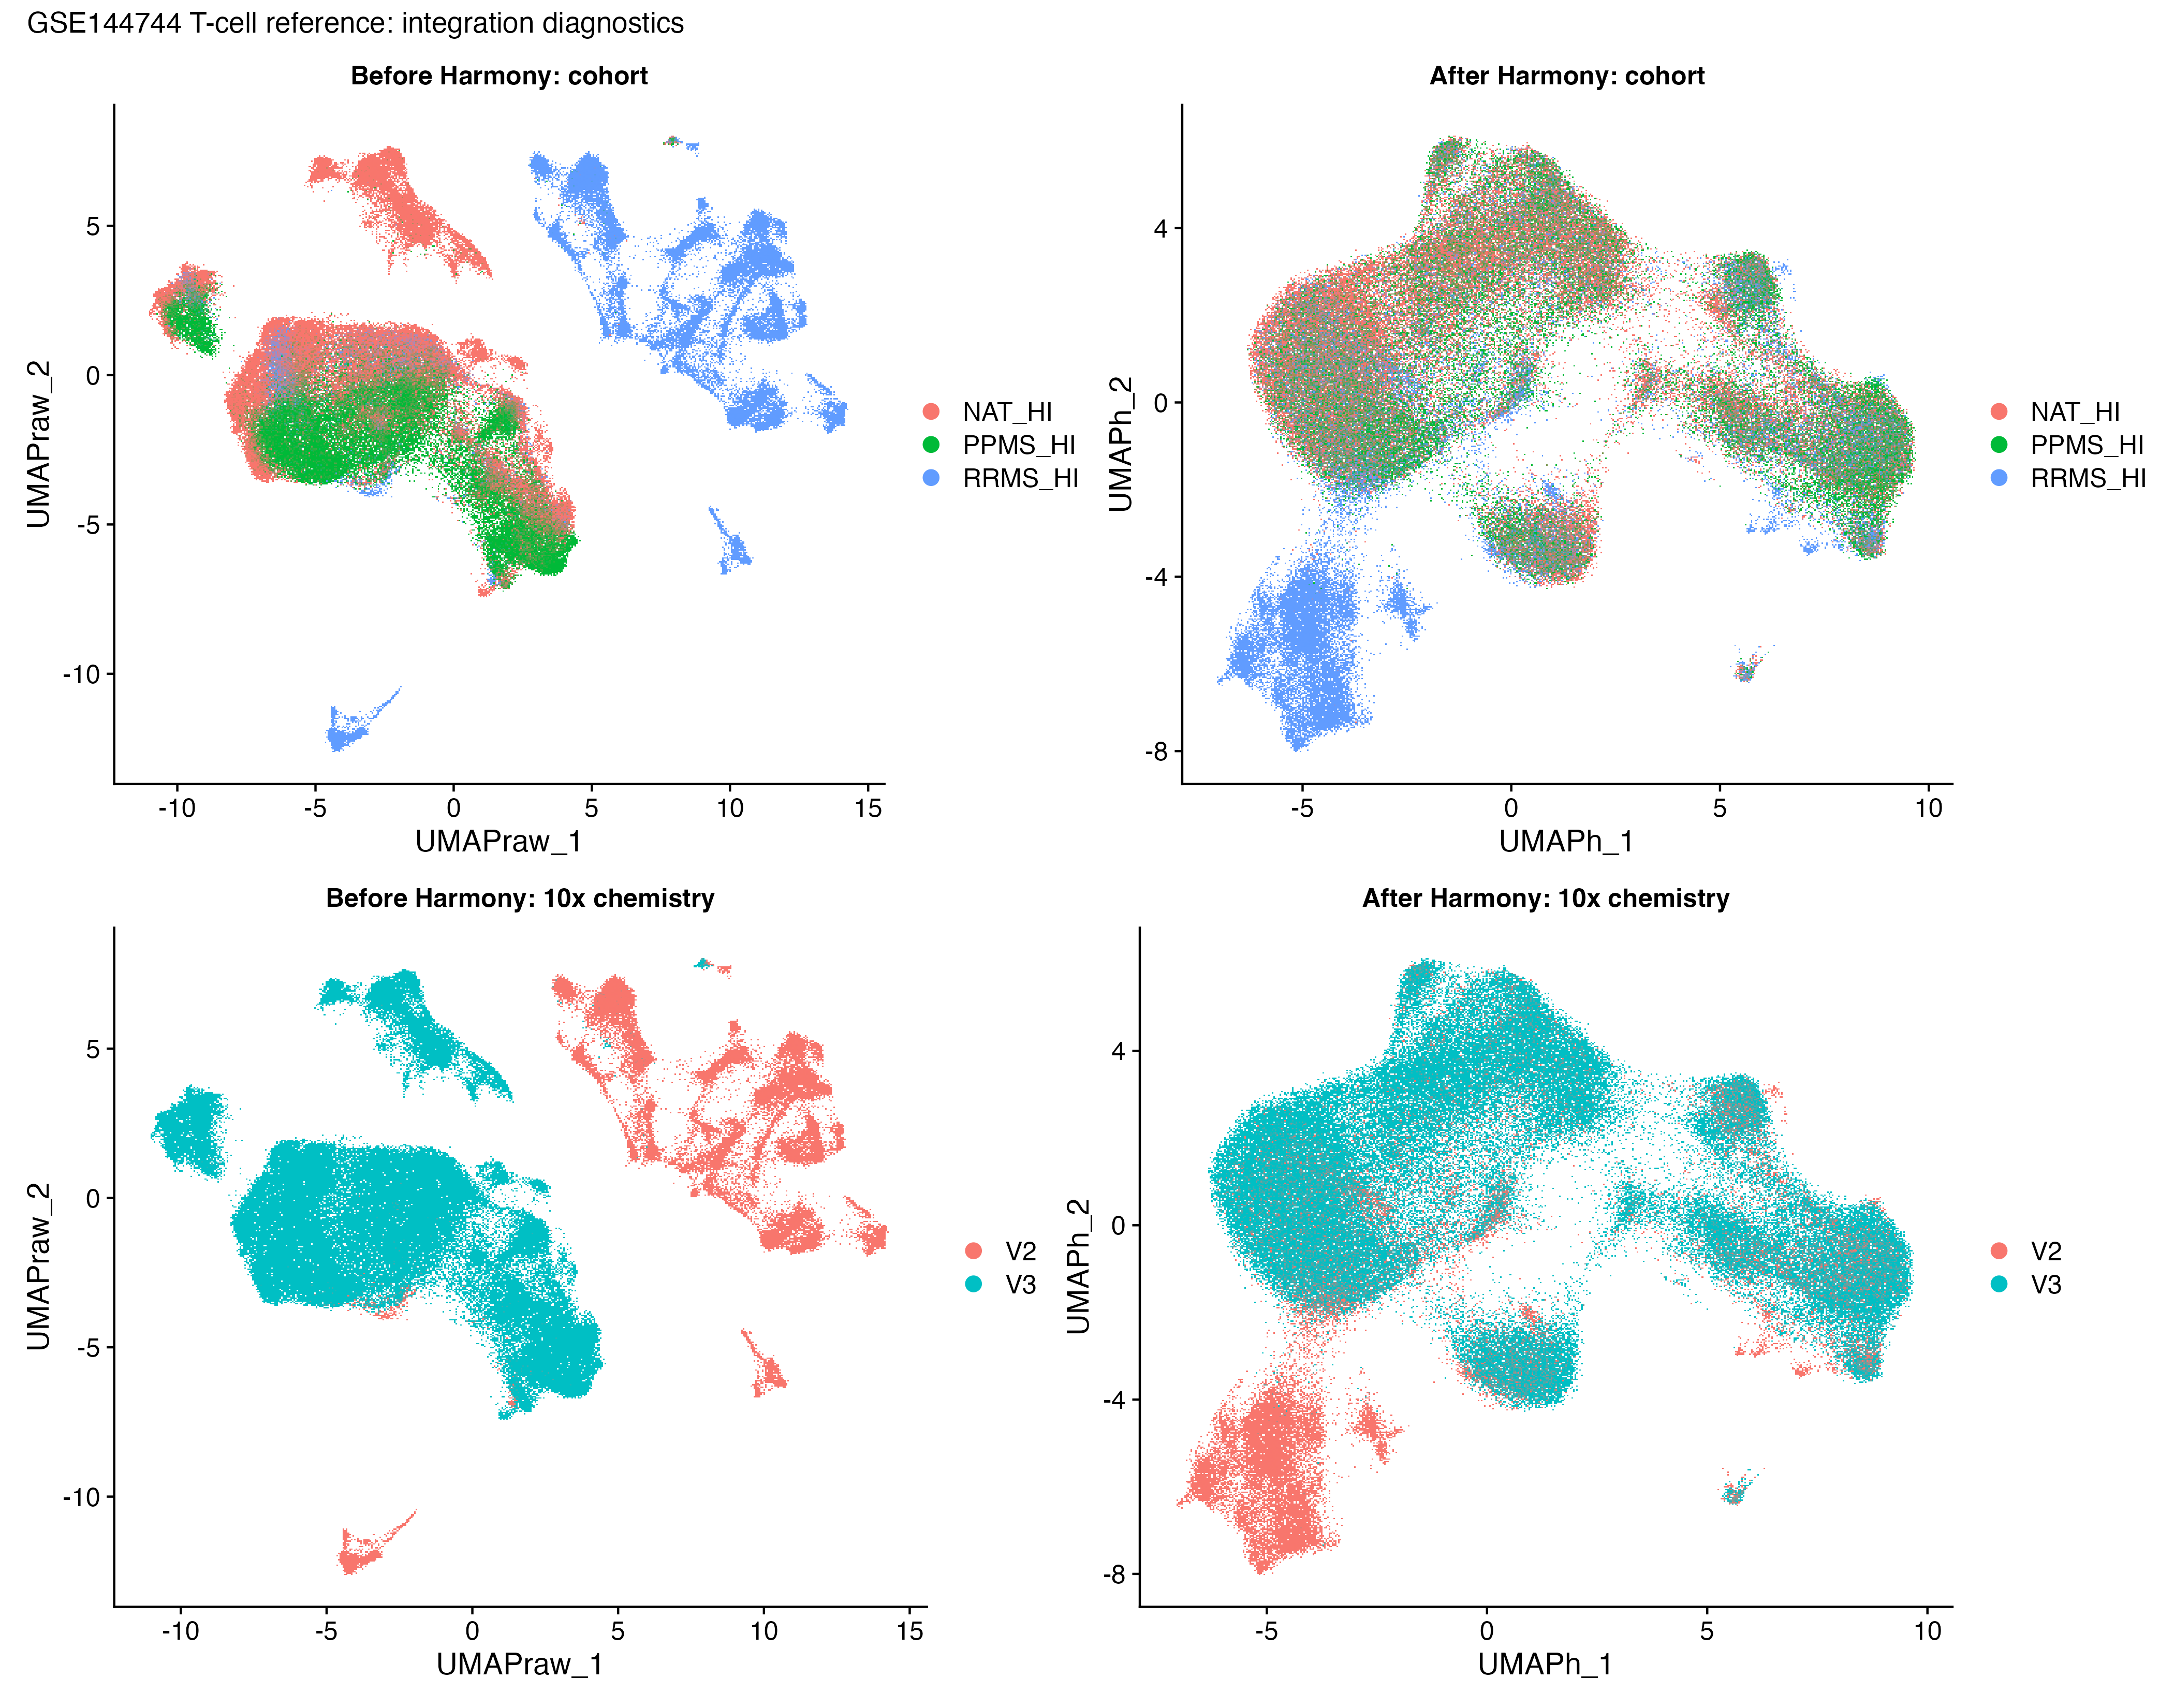 GSE144744 T-cell reference: integration diagnostics
Before Harmony: cohort
5
0
-5
-10
-10
-5
0
5
10
15
UMAPraw_1
UMAPraw_2
NAT_HI
PPMS_HI
RRMS_HI
After Harmony: cohort
4
0
-4
-8
-5
0
5
10
UMAPh_1
UMAPh_2
NAT_HI
PPMS_HI
RRMS_HI
Before Harmony: 10x chemistry
5
0
-5
-10
-10
-5
0
5
10
15
UMAPraw_1
UMAPraw_2
V2
V3
After Harmony: 10x chemistry
4
0
-4
-8
-5
0
5
10
UMAPh_1
UMAPh_2
V2
V3